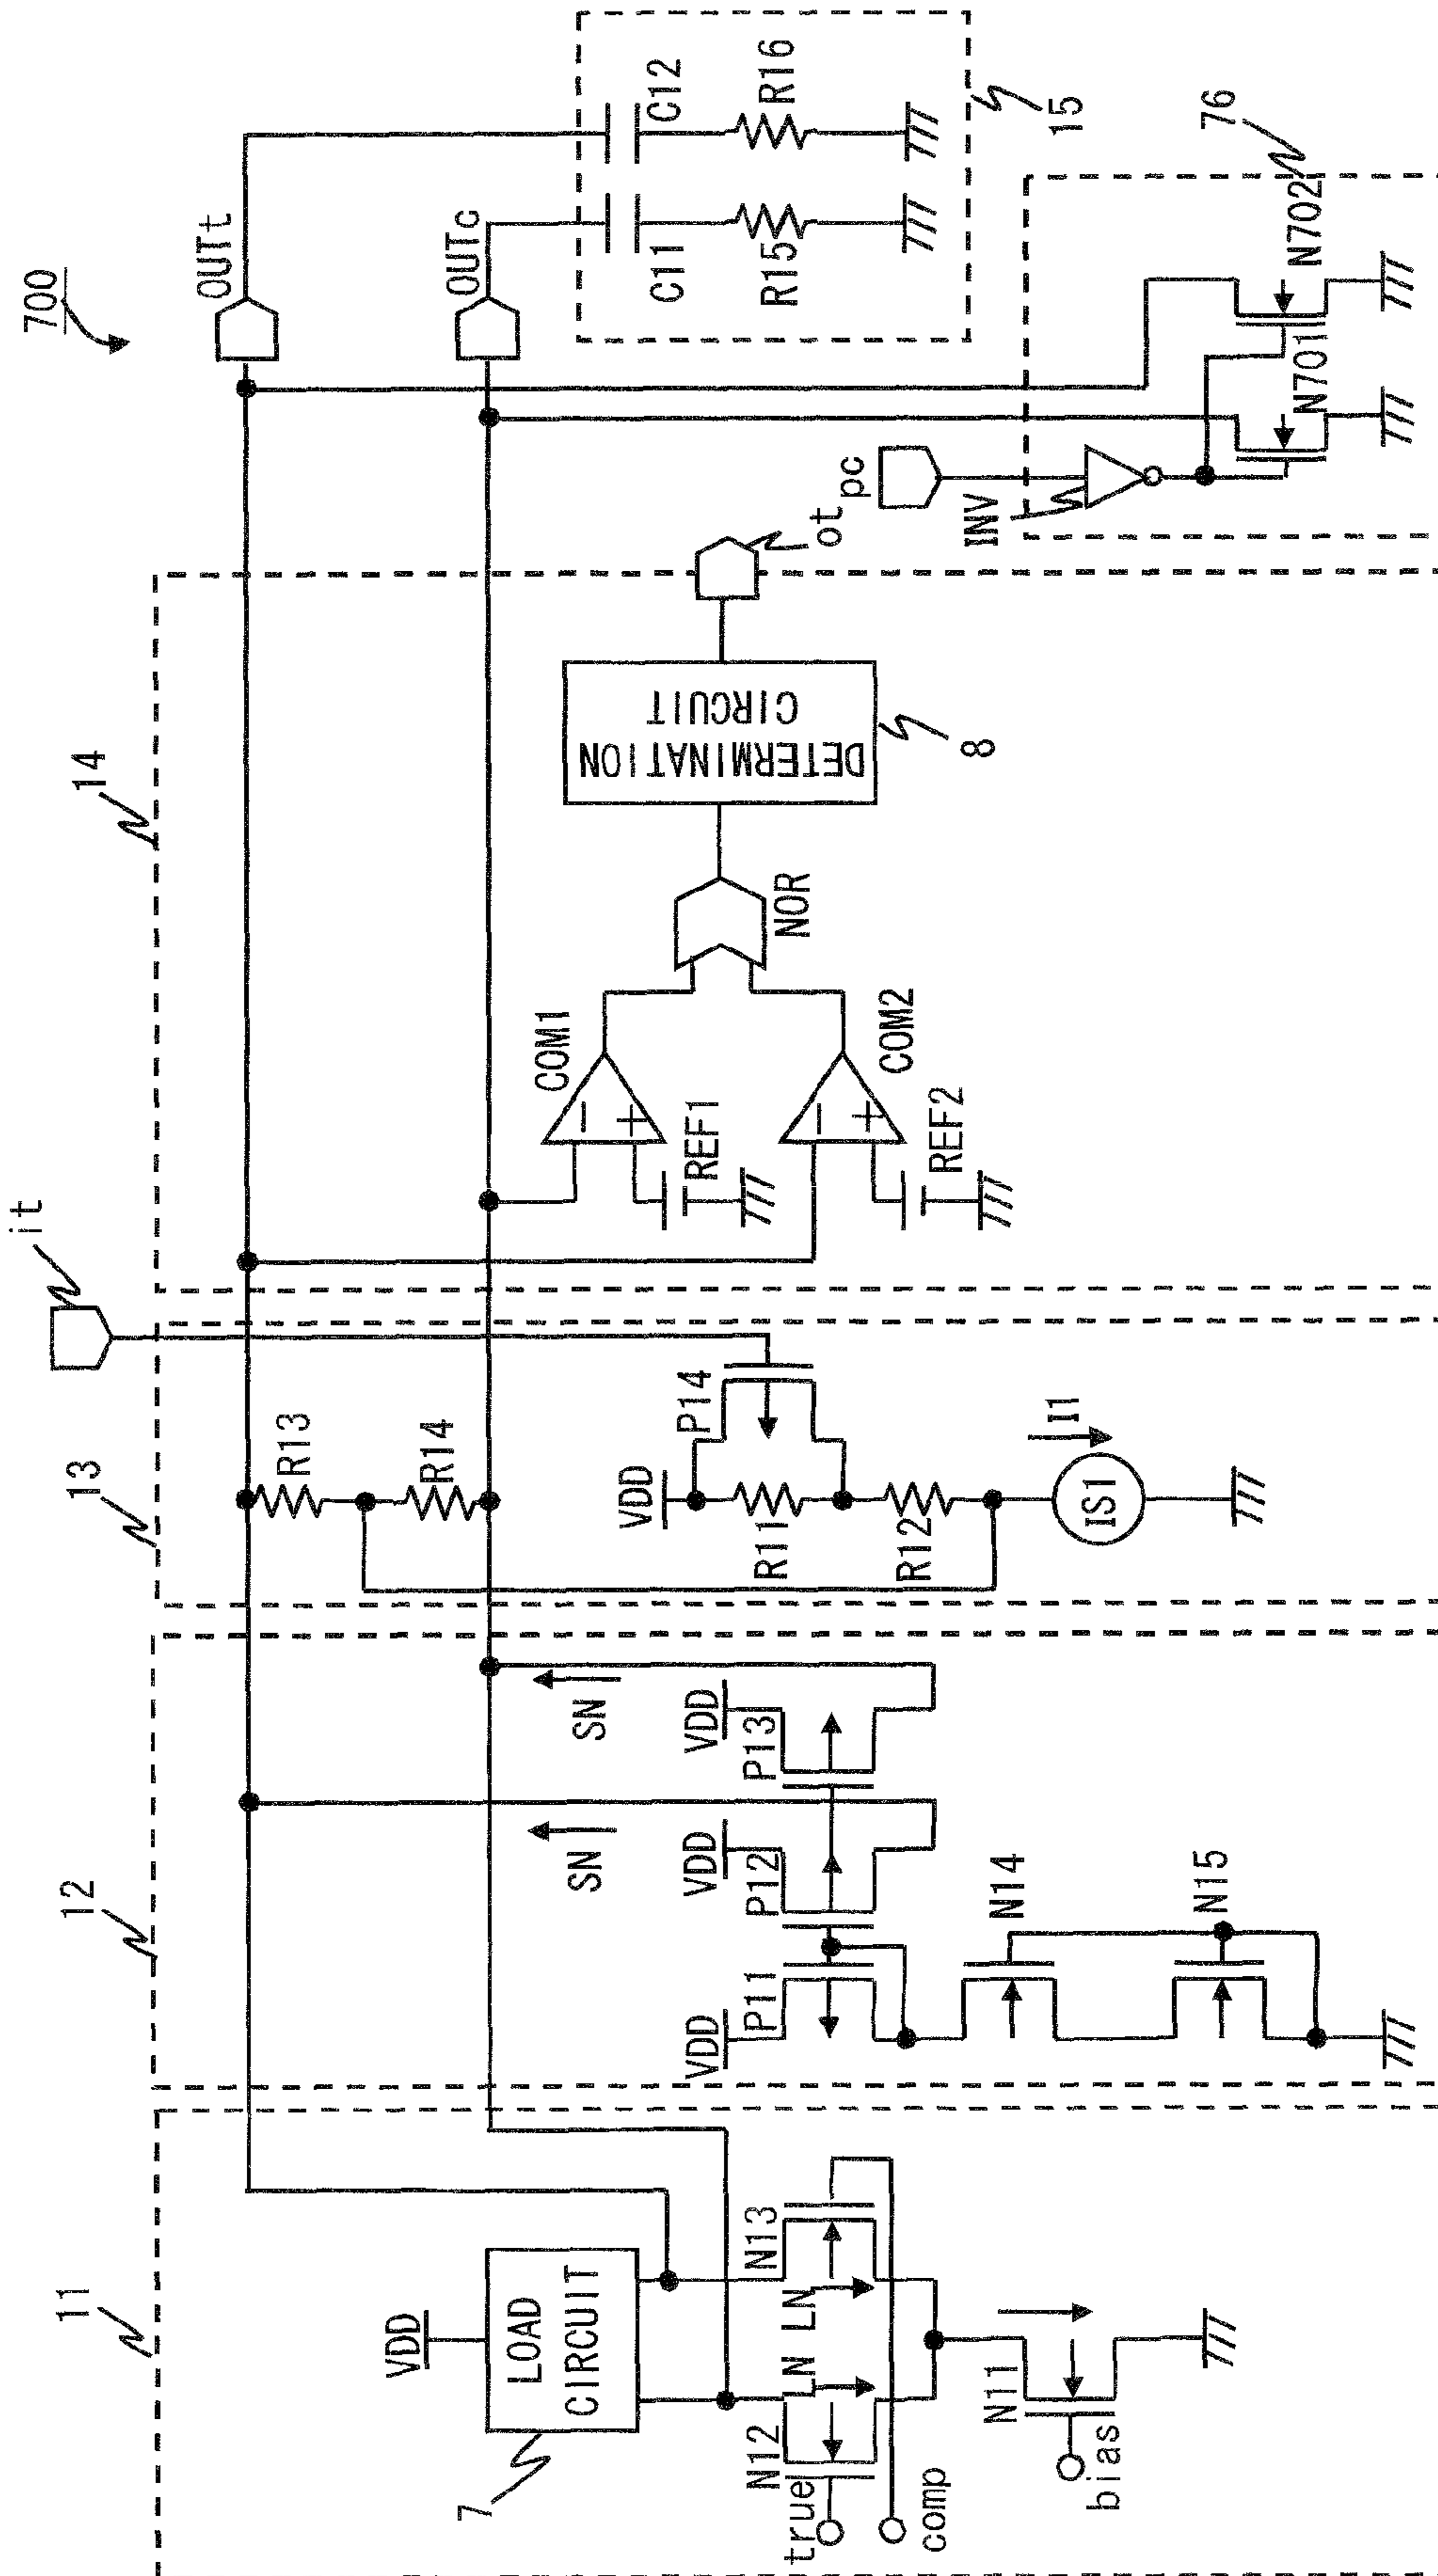 700
11
VDD
LOAD
CIRCUIT
7
N12
N13
LN
LN
true
comp
N11
bias
12
SN
SN
VDD
VDD
VDD
P11
P12
P13
N14
N15
13
it
R13
R14
VDD
P14
R11
R12
I1
IS1
14
COM1
REF1
COM2
REF2
NOR
DETERMINATION
CIRCUIT
8
ot
OUTt
OUTc
C11
C12
R15
R16
15
pc
INV
76
N701
N702